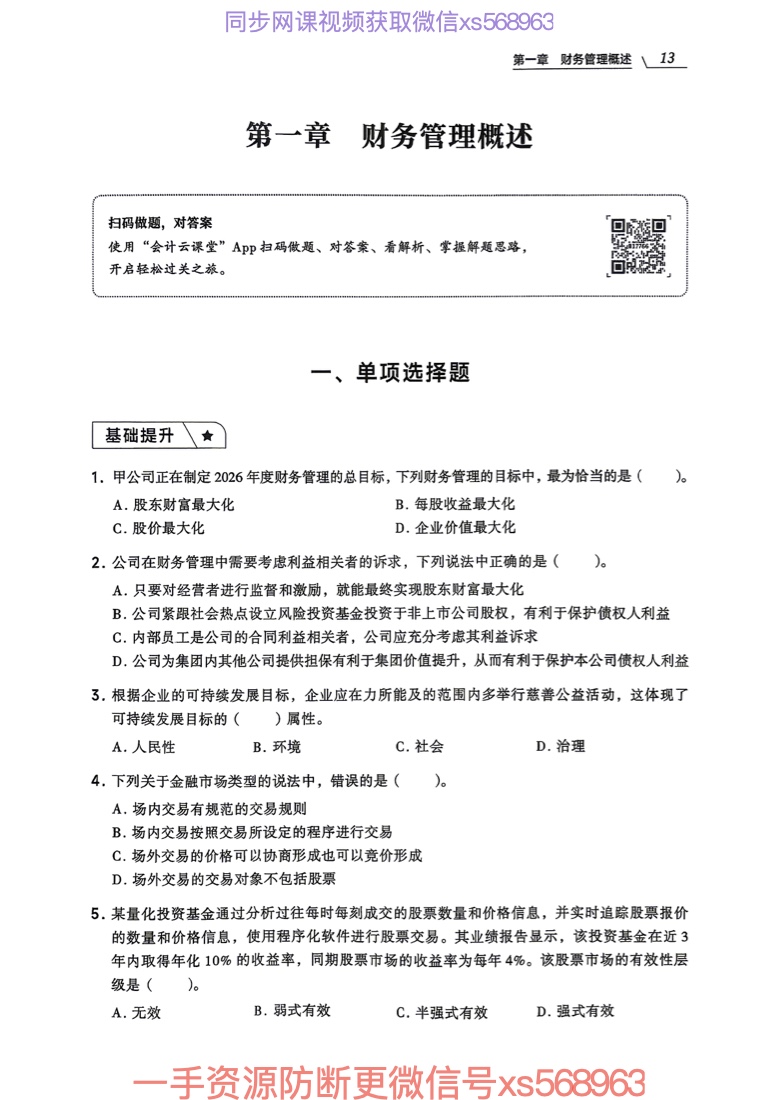 同步网课视频获取微信xs568963
第一章 财务管理概述 13
第一章 财务管理概述
扫码做题，对答案
使用“会计云课堂”App扫码做题、对答案、看解析、掌握解题思路，
开启轻松过关之旅。
一、单项选择题
基础提升 ★
1. 甲公司正在制定 2026 年度财务管理的总目标，下列财务管理的目标中，最为恰当的是（　　）。
A. 股东财富最大化 B. 每股收益最大化
C. 股价最大化 D. 企业价值最大化
2. 公司在财务管理中需要考虑利益相关者的诉求，下列说法中正确的是（　　）。
A. 只要对经营者进行监督和激励，就能最终实现股东财富最大化
B. 公司紧跟社会热点设立风险投资基金投资于非上市公司股权，有利于保护债权人利益
C. 内部员工是公司的合同利益相关者，公司应充分考虑其利益诉求
D. 公司为集团内其他公司提供担保有利于集团价值提升，从而有利于保护本公司债权人利益
3. 根据企业的可持续发展目标，企业应在力所能及的范围内多举行慈善公益活动，这体现了
可持续发展目标的（　　）属性。
A. 人民性 B. 环境 C. 社会 D. 治理
4. 下列关于金融市场类型的说法中，错误的是（　　）。
A. 场内交易有规范的交易规则
B. 场内交易按照交易所设定的程序进行交易
C. 场外交易的价格可以协商形成也可以竞价形成
D. 场外交易的交易对象不包括股票
5. 某量化投资基金通过分析过往每时每刻成交的股票数量和价格信息，并实时追踪股票报价
的数量和价格信息，使用程序化软件进行股票交易。其业绩报告显示，该投资基金在近 3
年内取得年化 10% 的收益率，同期股票市场的收益率为每年 4%。该股票市场的有效性层
级是（　　）。
A. 无效 B. 弱式有效 C. 半强式有效 D. 强式有效
一手资源防断更微信号xs568963